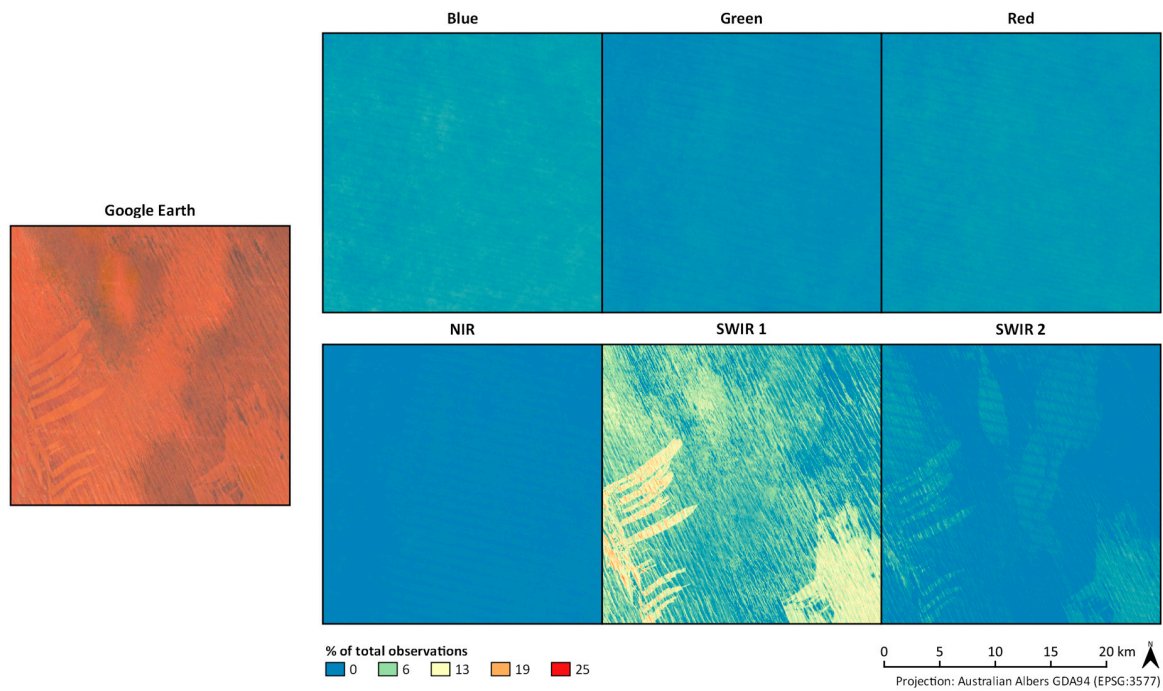 Blue
Green
Red
Google Earth
NIR
SWIR 1
SWIR 2
% of total observations
0 6 13 19 25
0 5 10 15 20 km
N
Projection: Australian Albers GDA94 (EPSG:3577)